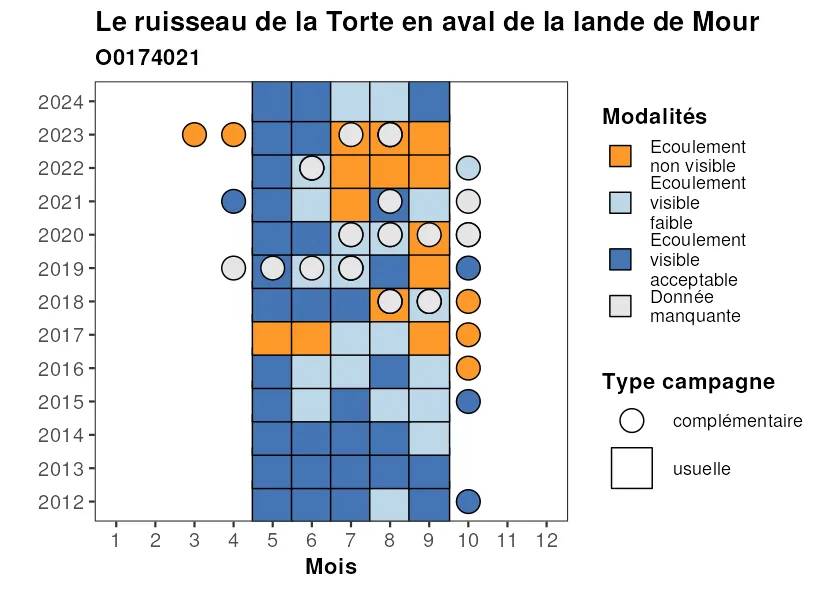 Le ruisseau de la Torte en aval de la lande de Mour
O0174021
2024
2023
2022
2021
2020
2019
2018
2017
2016
2015
2014
2013
2012
1 2 3 4 5 6 7 8 9 10 11 12
Mois
Modalités
Ecoulement
non visible
Ecoulement
visible
faible
Ecoulement
visible
acceptable
Donnée
manquante
Type campagne
complémentaire
usuelle